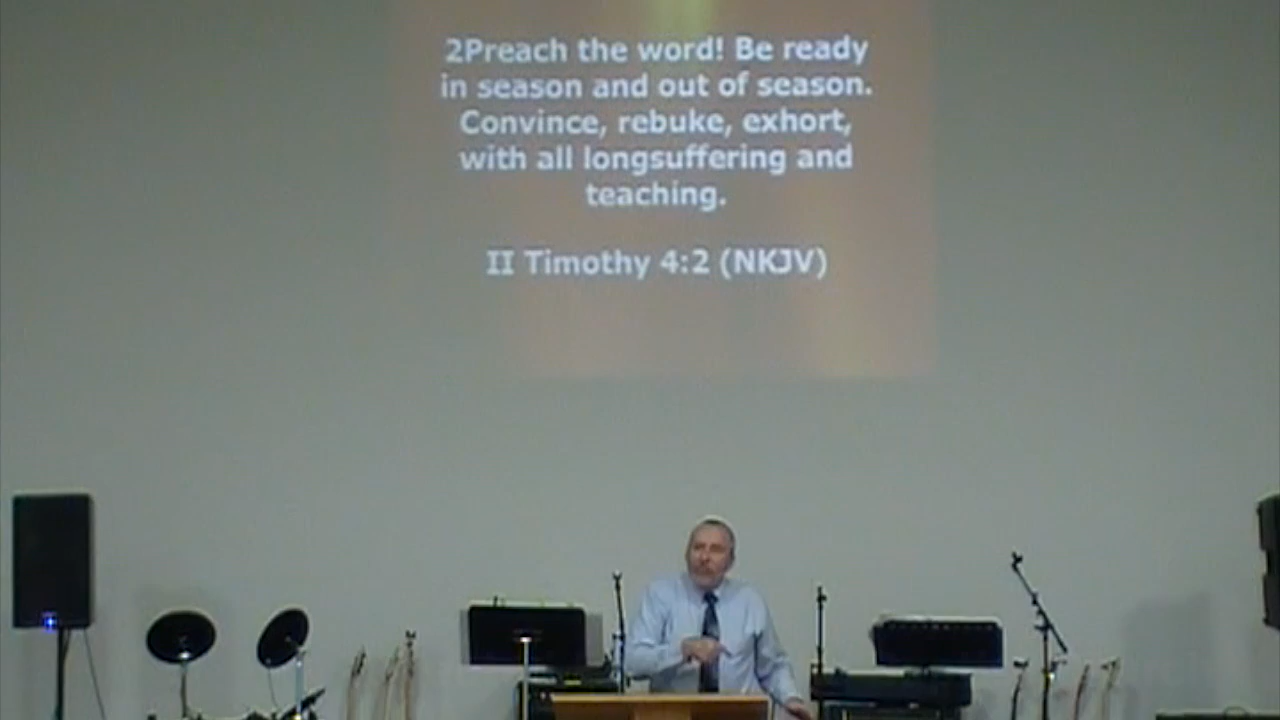 2Preach the word! Be ready
in season and out of season.
Convince, rebuke, exhort,
with all longsuffering and
teaching.
II Timothy 4:2 (NKJV)